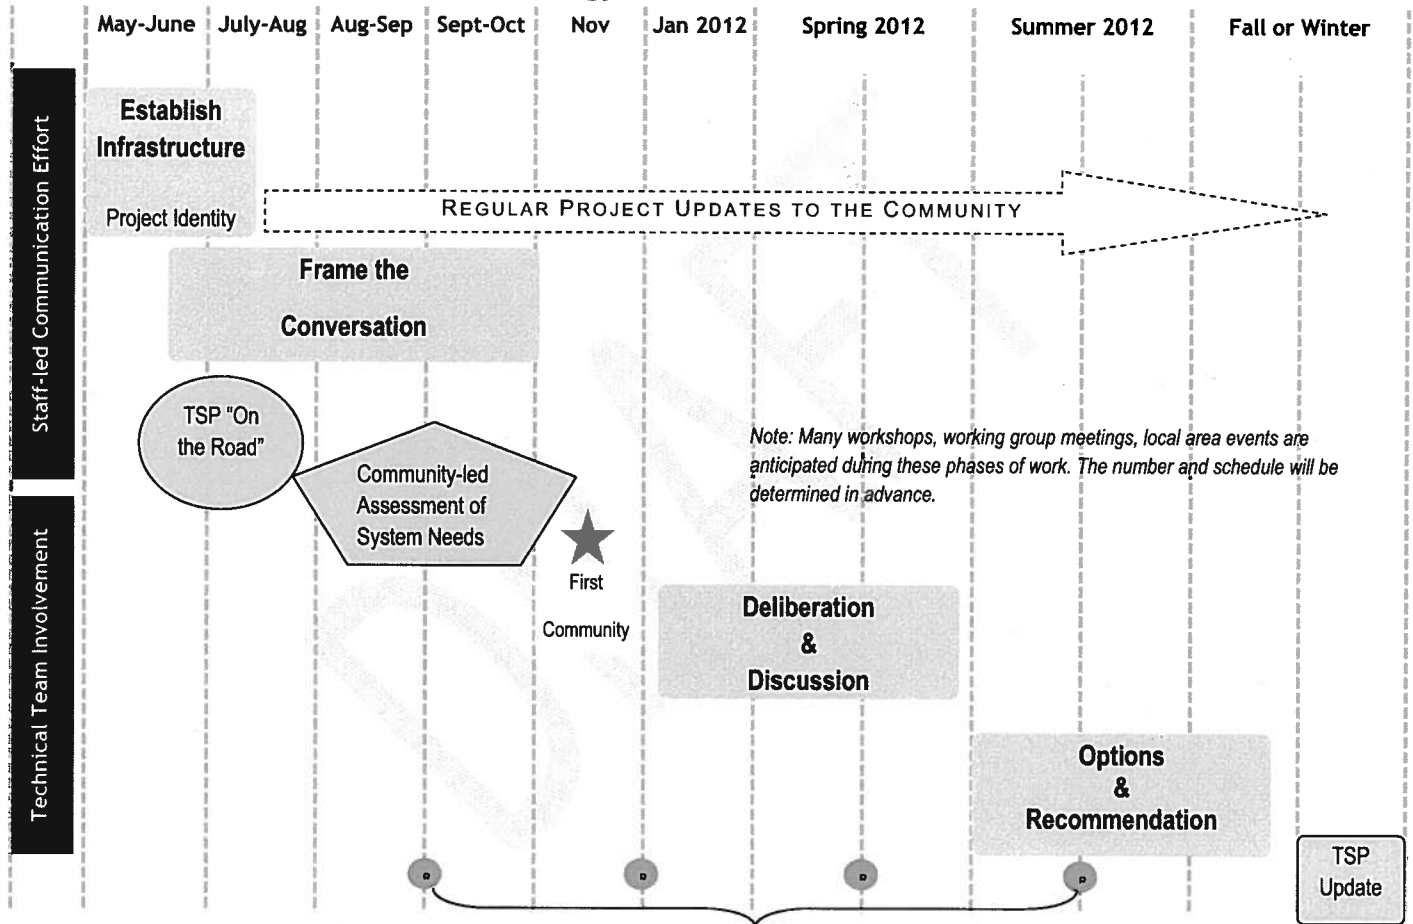 May-June July-Aug Aug-Sep Sept-Oct Nov Jan 2012 Spring 2012 Summer 2012 Fall or Winter
Staff-led Communication Effort
Establish
Infrastructure
Project Identity
REGULAR PROJECT UPDATES TO THE COMMUNITY
Frame the
Conversation
TSP "On
the Road"
Community-led
Assessment of
System Needs
Note: Many workshops, working group meetings, local area events are
anticipated during these phases of work. The number and schedule will be
determined in advance.
Technical Team Involvement
First
Community
Deliberation
&
Discussion
Options
&
Recommendation
TSP
Update
DRAFT